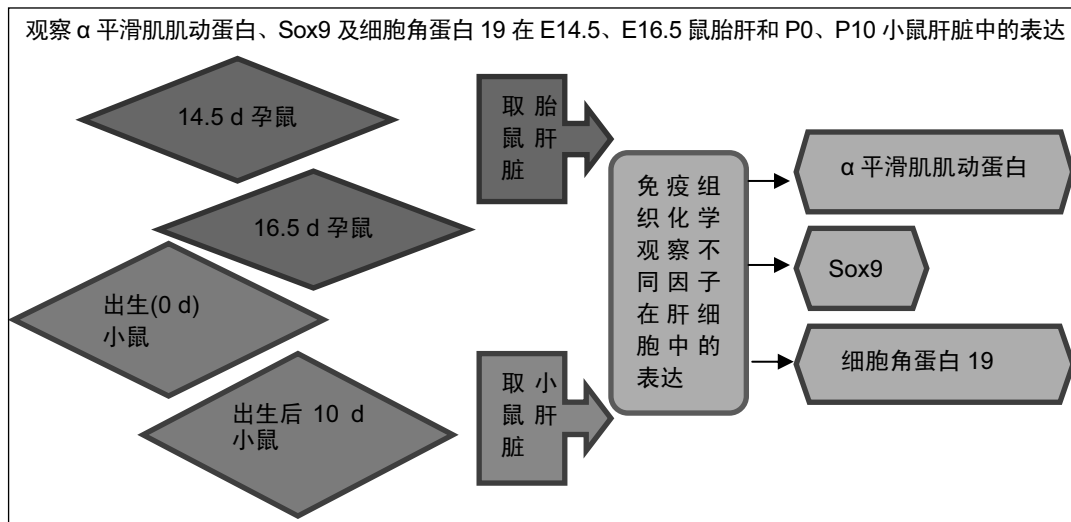 观察 α 平滑肌肌动蛋白、Sox9 及细胞角蛋白 19 在 E14.5、E16.5 鼠胎肝和 P0、P10 小鼠肝脏中的表达
14.5 d 孕鼠
16.5 d 孕鼠
出生(0 d)
小鼠
出生后 10 d
小鼠
取 胎
鼠 肝
脏
取 小
鼠 肝
脏
免 疫 组
织 化 学
观 察 不
同 因 子
在 肝 细
胞 中 的
表达
α 平滑肌肌动蛋白
Sox9
细胞角蛋白 19